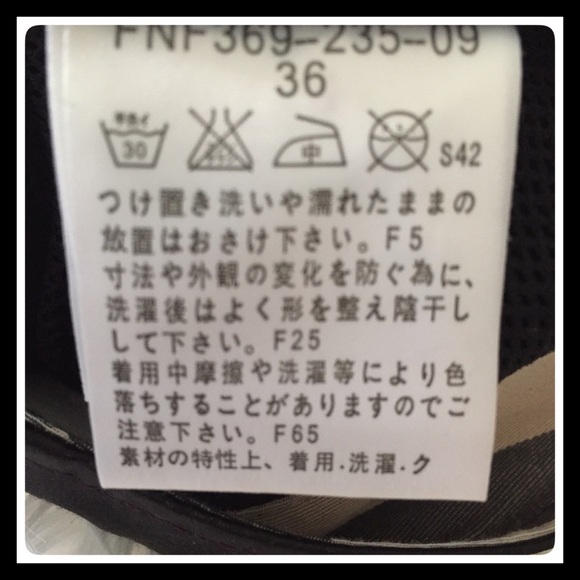 FNF369-235-09
36
手洗イ
30
中
S42
つけ置き洗いや濡れたままの
放置はおさけ下さい。F5
寸法や外観の変化を防ぐ為に、
洗濯後はよく形を整え陰干し
して下さい。F25
着用中摩擦や洗濯等により色
落ちすることがありますのでご
注意下さい。F65
素材の特性上、着用.洗濯.ク